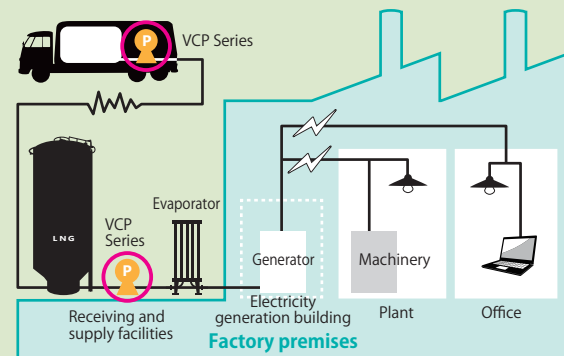 P
VCP Series
LNG
VCP
Series
P
Evaporator
Generator
Machinery
Receiving and
supply facilities
Electricity
generation building
Plant
Office
Factory premises